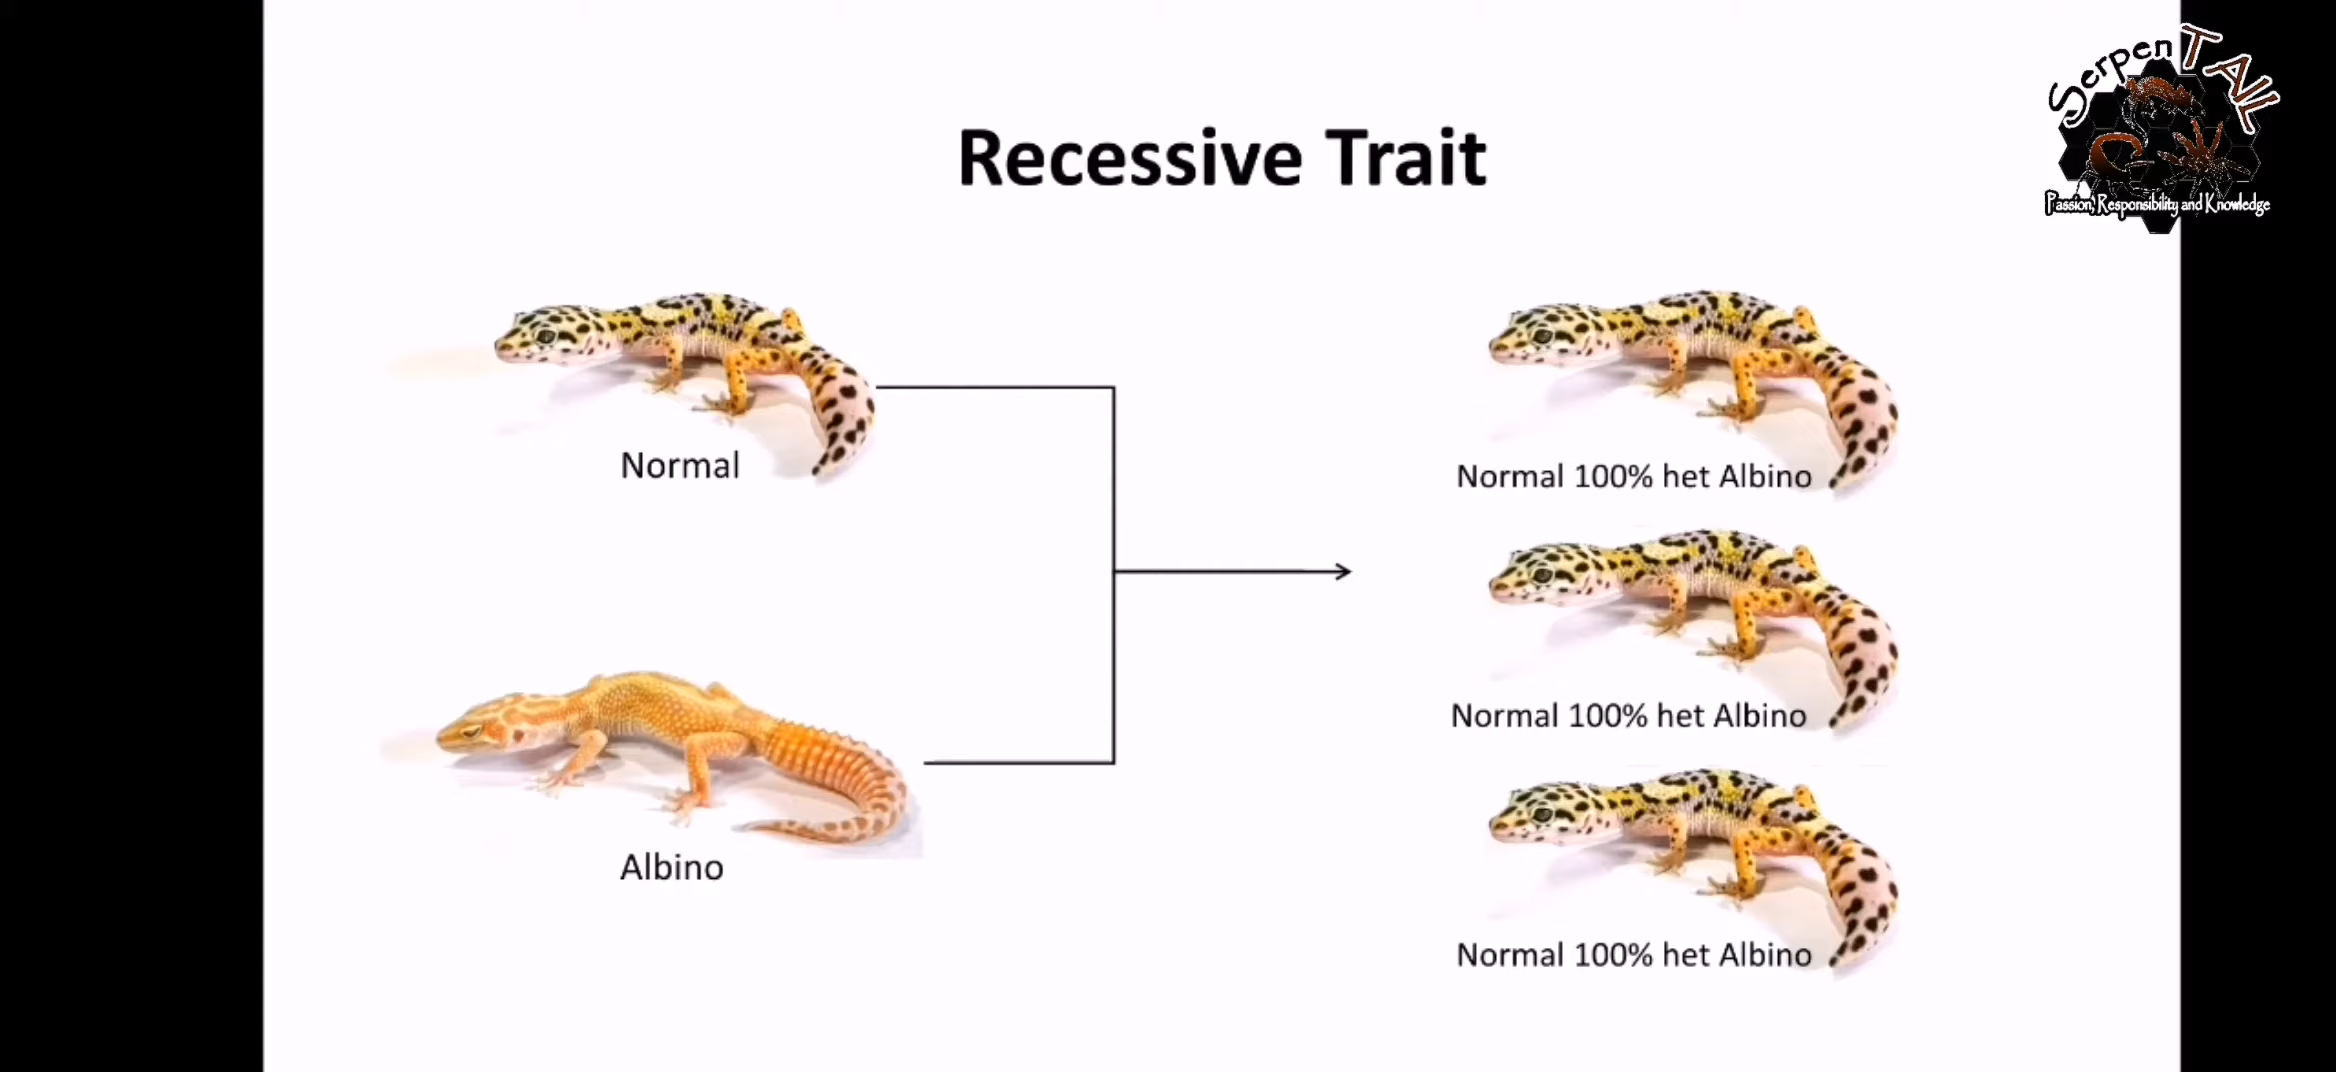 SerpenTAIL
Passion, Responsibility and Knowledge
Recessive Trait
Normal
Albino
Normal 100% het Albino
Normal 100% het Albino
Normal 100% het Albino